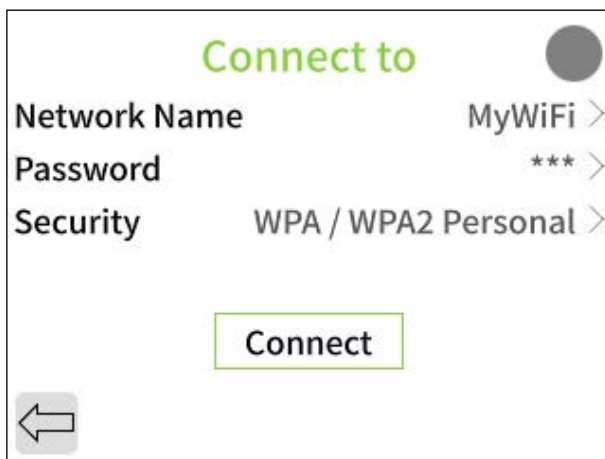 Connect to
Network Name MyWiFi >
Password *** >
Security WPA / WPA2 Personal >
Connect